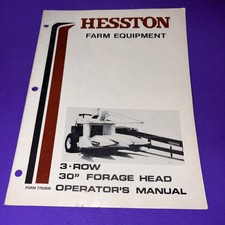 HESSTON
FARM EQUIPMENT
3-ROW
30" FORAGE HEAD
OPERATOR'S MANUAL